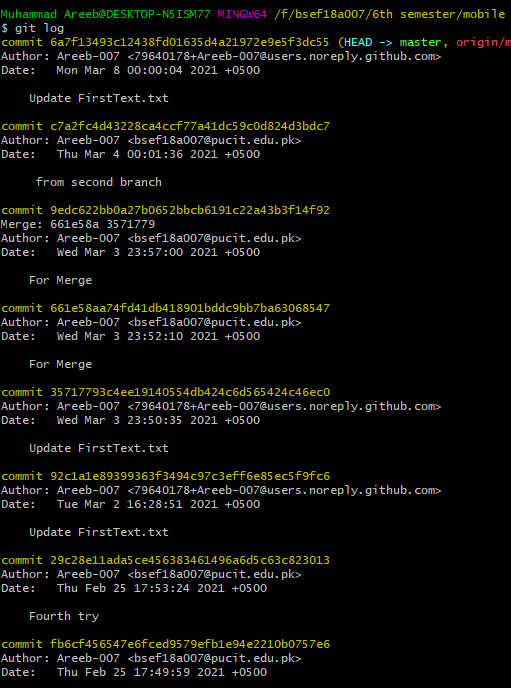 Muhammad Areeb@DESKTOP-N5ISM77 MINGW64 /f/bsef18a007/6th semester/mobile
$ git log
commit 6a7f13493c12438fd01635d4a21972e9e5f3dc55 (HEAD -> master, origin/m
Author: Areeb-007 <79640178+Areeb-007@users.noreply.github.com>
Date:   Mon Mar 8 00:00:04 2021 +0500
    Update FirstText.txt
commit c7a2fc4d43228ca4ccf77a41dc59c0d824d3bdc7
Author: Areeb-007 <bsef18a007@pucit.edu.pk>
Date:   Thu Mar 4 00:01:36 2021 +0500
     from second branch
commit 9edc622bb0a27b0652bbcb6191c22a43b3f14f92
Merge: 661e58a 3571779
Author: Areeb-007 <bsef18a007@pucit.edu.pk>
Date:   Wed Mar 3 23:57:00 2021 +0500
    For Merge
commit 661e58aa74fd41db418901bddc9bb7ba63068547
Author: Areeb-007 <bsef18a007@pucit.edu.pk>
Date:   Wed Mar 3 23:52:10 2021 +0500
    For Merge
commit 35717793c4ee19140554db424c6d565424c46ec0
Author: Areeb-007 <79640178+Areeb-007@users.noreply.github.com>
Date:   Wed Mar 3 23:50:35 2021 +0500
    Update FirstText.txt
commit 92c1a1e89399363f3494c97c3eff6e85ec5f9fc6
Author: Areeb-007 <79640178+Areeb-007@users.noreply.github.com>
Date:   Tue Mar 2 16:28:51 2021 +0500
    Update FirstText.txt
commit 29c28e11ada5ce456383461496a6d5c63c823013
Author: Areeb-007 <bsef18a007@pucit.edu.pk>
Date:   Thu Feb 25 17:53:24 2021 +0500
    Fourth try
commit fb6cf456547e6fced9579efb1e94e2210b0757e6
Author: Areeb-007 <bsef18a007@pucit.edu.pk>
Date:   Thu Feb 25 17:49:59 2021 +0500